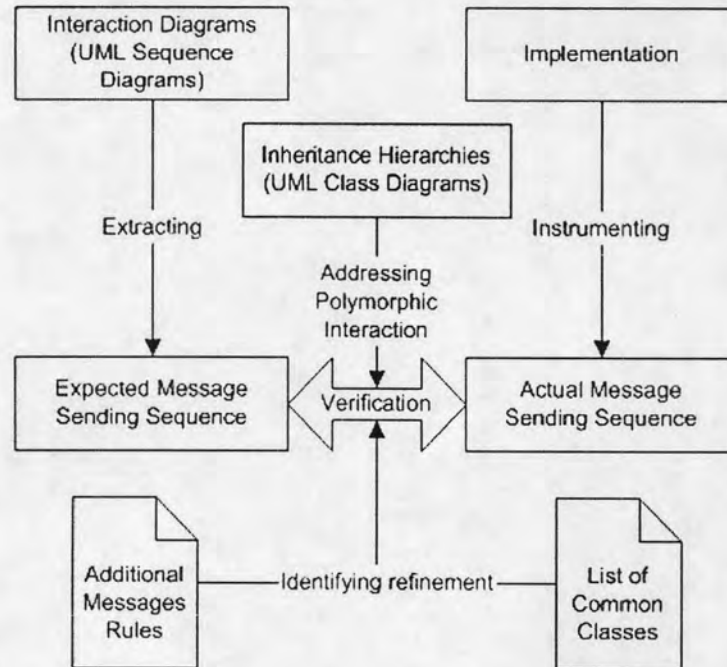 Interaction Diagrams
(UML Sequence
Diagrams)
Implementation
Inheritance Hierarchies
(UML Class Diagrams)
Extracting
Instrumenting
Addressing
Polymorphic
Interaction
Expected Message
Sending Sequence
Verification
Actual Message
Sending Sequence
Additional
Messages
Rules
Identifying refinement
List of
Common
Classes